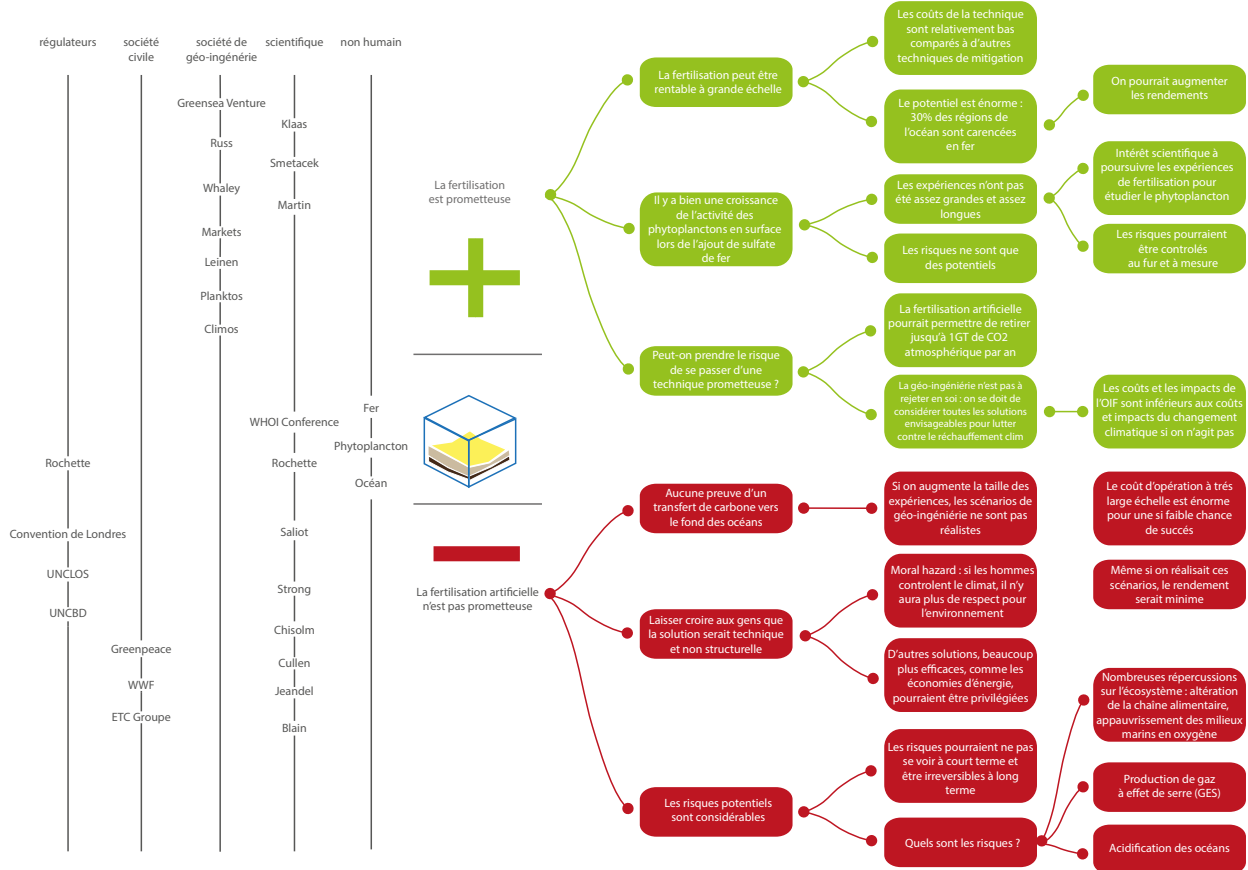 régulateurs
société
civile
société de
géo-ingénérie
scientifique
non humain
Rochette
Convention de Londres
UNCLOS
UNCBD
Greenpeace
WWF
ETC Groupe
Greensea Venture
Russ
Whaley
Markets
Leinen
Planktos
Climos
Klaas
Smetacek
Martin
WHOI Conference
Rochette
Saliot
Strong
Chisolm
Cullen
Jeandel
Blain
Fer
Phytoplancton
Océan
La fertilisation
est prometteuse
La fertilisation peut être
rentable à grande échelle
Les coûts de la technique
sont relativement bas
comparés à d'autres
techniques de mitigation
Le potentiel est énorme :
30% des régions de
l'océan sont carencées
en fer
On pourrait augmenter
les rendements
Il y a bien une croissance
de l'activité des
phytoplanctons en surface
lors de l'ajout de sulfate
de fer
Les expériences n'ont pas
été assez grandes et assez
longues
Intérêt scientifique à
poursuivre les expériences
de fertilisation pour
étudier le phytoplancton
Les risques pourraient
être controlés
au fur et à mesure
Les risques ne sont que
des potentiels
Peut-on prendre le risque
de se passer d'une
technique prometteuse ?
La fertilisation artificielle
pourrait permettre de retirer
jusqu'à 1GT de CO2
atmosphérique par an
La géo-ingéniérie n'est pas à
rejeter en soi : on se doit de
considérer toutes les solutions
envisageables pour lutter
contre le réchauffement clim
Les coûts et les impacts de
l'OIF sont inférieurs aux coûts
et impacts du changement
climatique si on n'agit pas
La fertilisation artificielle
n'est pas prometteuse
Aucune preuve d'un
transfert de carbone vers
le fond des océans
Si on augmente la taille des
expériences, les scénarios de
géo-ingénierie ne sont pas
réalistes
Le coût d'opération à trés
large échelle est énorme
pour une si faible chance
de succés
Même si on réalisait ces
scénarios, le rendement
serait minime
Laisser croire aux gens que
la solution serait technique
et non structurelle
Moral hazard : si les hommes
controlent le climat, il n'y
aura plus de respect pour
l'environnement
D'autres solutions, beaucoup
plus efficaces, comme les
économies d'énergie,
pourraient être privilégiées
Les risques potentiels
sont considérables
Les risques pourraient ne pas
se voir à court terme et
être irreversibles à long
terme
Quels sont les risques ?
Nombreuses répercussions
sur l'écosystème : altération
de la chaîne alimentaire,
appauvrissement des milieux
marins en oxygène
Production de gaz
à effet de serre (GES)
Acidification des océans